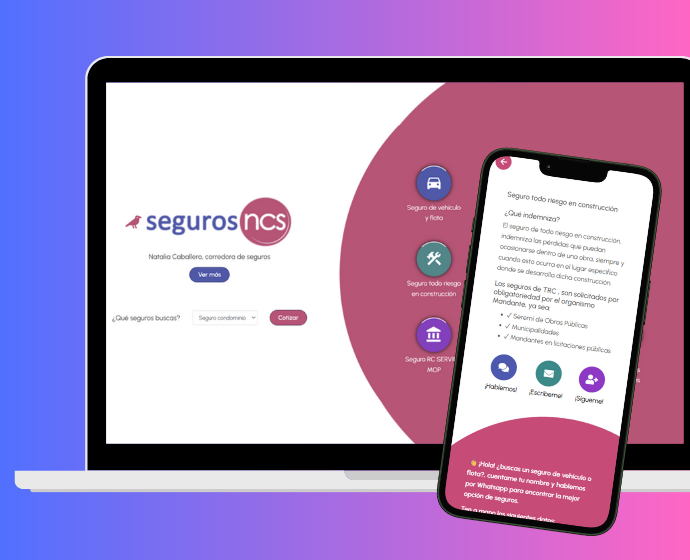 seguros ncs
Natalia Caballero, corredora de seguros
Ver más
¿Qué seguros buscas?
Seguro condominio
Cotizar
Seguro de vehículo
y flota
Seguro todo riesgo
en construcción
Seguro RC SERVI
MOP
Seguro todo riesgo en construcción
¿Qué indemniza?
El seguro de todo riesgo en construcción,
indemniza las pérdidas que puedan
ocasionarse dentro de una obra, siempre y
cuando esto ocurra en el lugar específico
donde se desarrolla dicha construcción.
Los seguros de TRC , son solicitados por
obligatoriedad por el organismo
Mandante, ya sea:
• ✓ Seremi de Obras Públicas
• ✓ Municipalidades
• ✓ Mandantes en licitaciones públicas
¡Hablemos!
¡Escríbeme!
¡Sígueme!
👋 ¡Hola! ¿buscas un seguro de vehículo o
flota?, cuentame tu nombre y hablemos
por Whatsapp para encontrar la mejor
opción de seguros.
Ten a mano los siguientes datos: